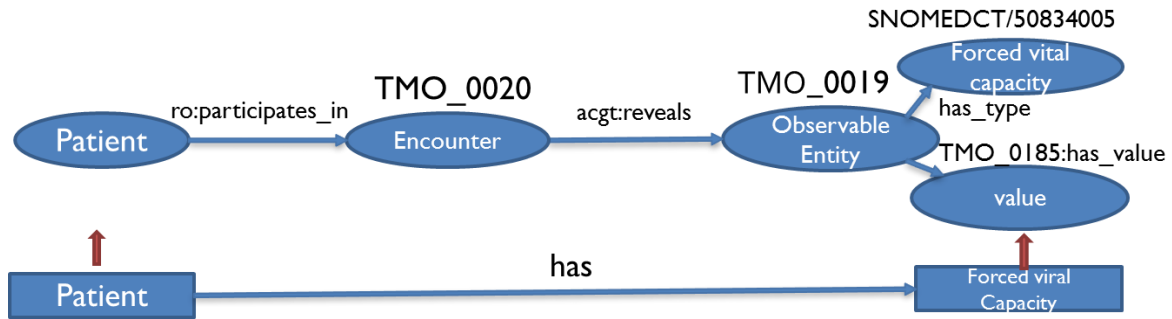 SNOMEDCT/50834005
Forced vital
capacity
TMO_0020
TMO_0019
ro:participates_in
acgt:reveals
has_type
Patient
Encounter
Observable
Entity
TMO_0185:has_value
value
has
Patient
Forced viral
Capacity